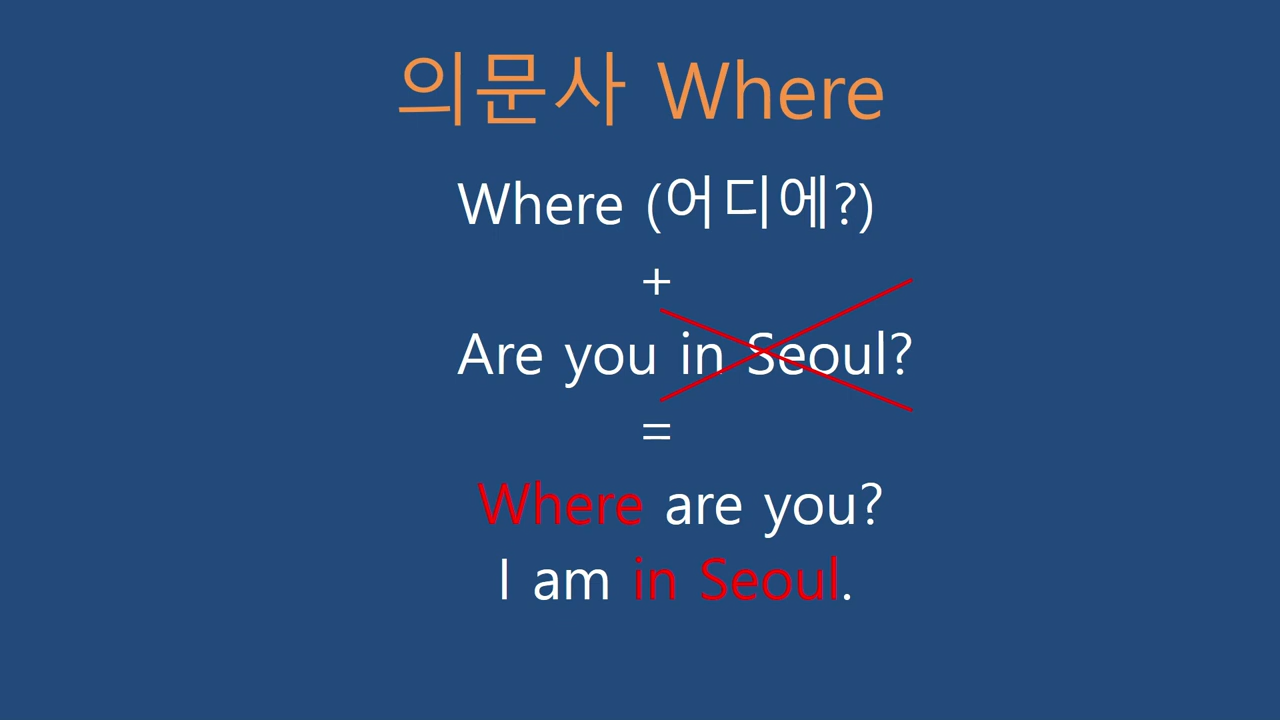 의문사 Where
Where (어디에?)
+
Are you in Seoul?
=
Where are you?
I am in Seoul.